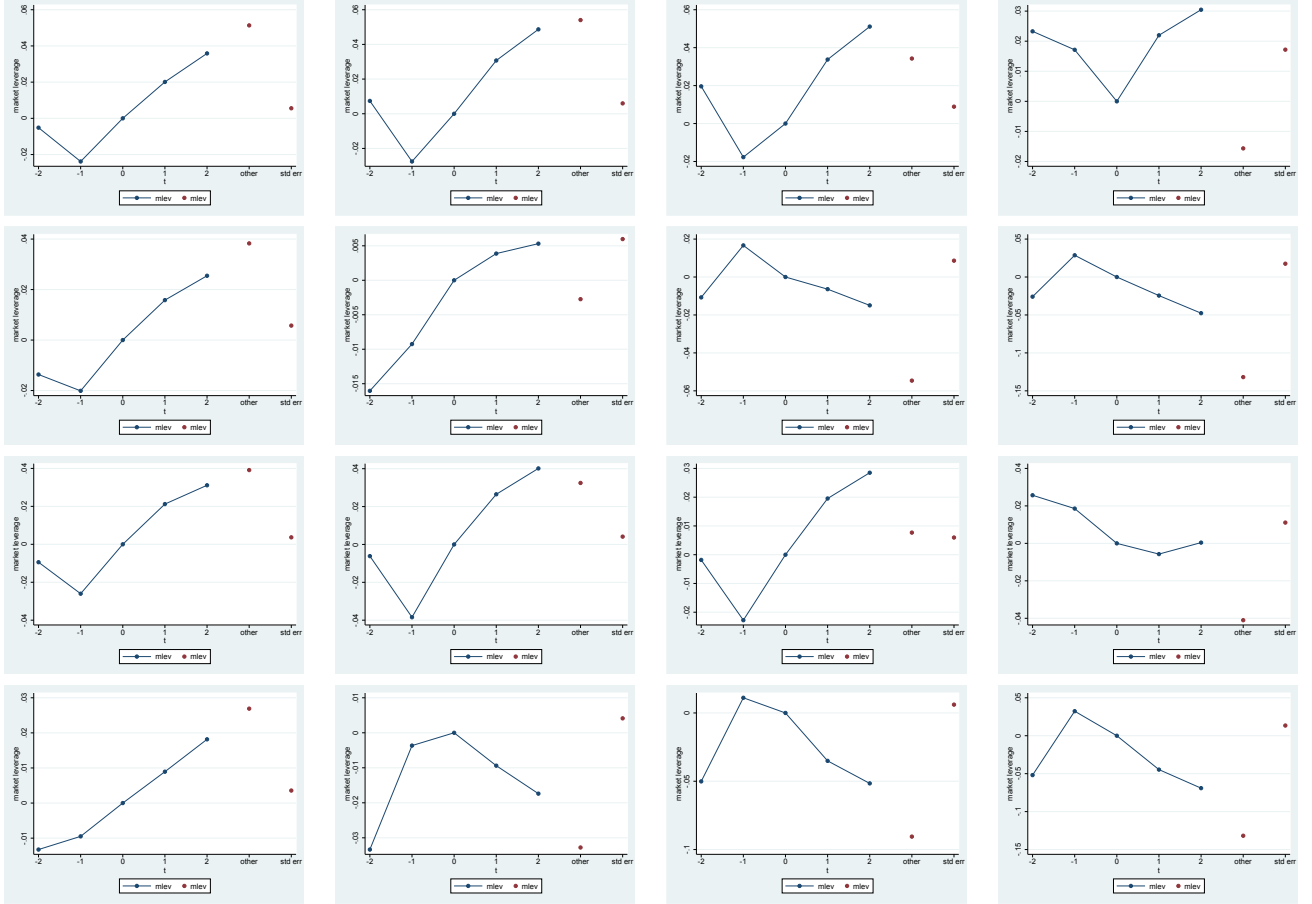 market leverage
-.02 0 .02 .04 .06
-2 -1 0 1 2 other std err
t
mlev mlev
market leverage
-.02 0 .02 .04 .06
-2 -1 0 1 2 other std err
t
mlev mlev
market leverage
-.02 0 .02 .04 .06
-2 -1 0 1 2 other std err
t
mlev mlev
market leverage
-.02 -.01 0 .01 .02 .03
-2 -1 0 1 2 other std err
t
mlev mlev
market leverage
-.02 0 .02 .04
-2 -1 0 1 2 other std err
t
mlev mlev
market leverage
-.015 -.01 -.005 0 .005
-2 -1 0 1 2 other std err
t
mlev mlev
market leverage
-.06 -.04 -.02 0 .02
-2 -1 0 1 2 other std err
t
mlev mlev
market leverage
-.15 -.1 -.05 0 .05
-2 -1 0 1 2 other std err
t
mlev mlev
market leverage
-.04 -.02 0 .02 .04
-2 -1 0 1 2 other std err
t
mlev mlev
market leverage
-.04 -.02 0 .02 .04
-2 -1 0 1 2 other std err
t
mlev mlev
market leverage
-.02 -.01 0 .01 .02 .03
-2 -1 0 1 2 other std err
t
mlev mlev
market leverage
-.04 -.02 0 .02 .04
-2 -1 0 1 2 other std err
t
mlev mlev
market leverage
-.01 0 .01 .02 .03
-2 -1 0 1 2 other std err
t
mlev mlev
market leverage
-.03 -.02 -.01 0 .01
-2 -1 0 1 2 other std err
t
mlev mlev
market leverage
-.1 -.05 0
-2 -1 0 1 2 other std err
t
mlev mlev
market leverage
-.15 -.1 -.05 0 .05
-2 -1 0 1 2 other std err
t
mlev mlev